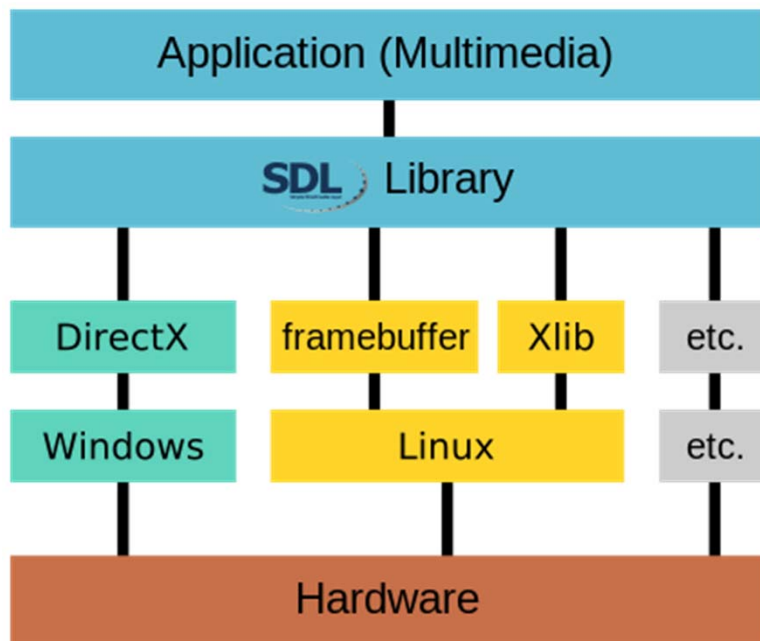 Application (Multimedia)
SDL Library
DirectX framebuffer Xlib etc.
Windows Linux etc.
Hardware